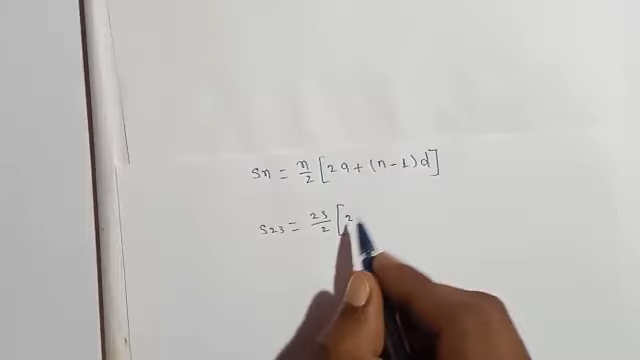 Sn = n/2 [2a + (n - 1)d]
S23 = 23/2 [2